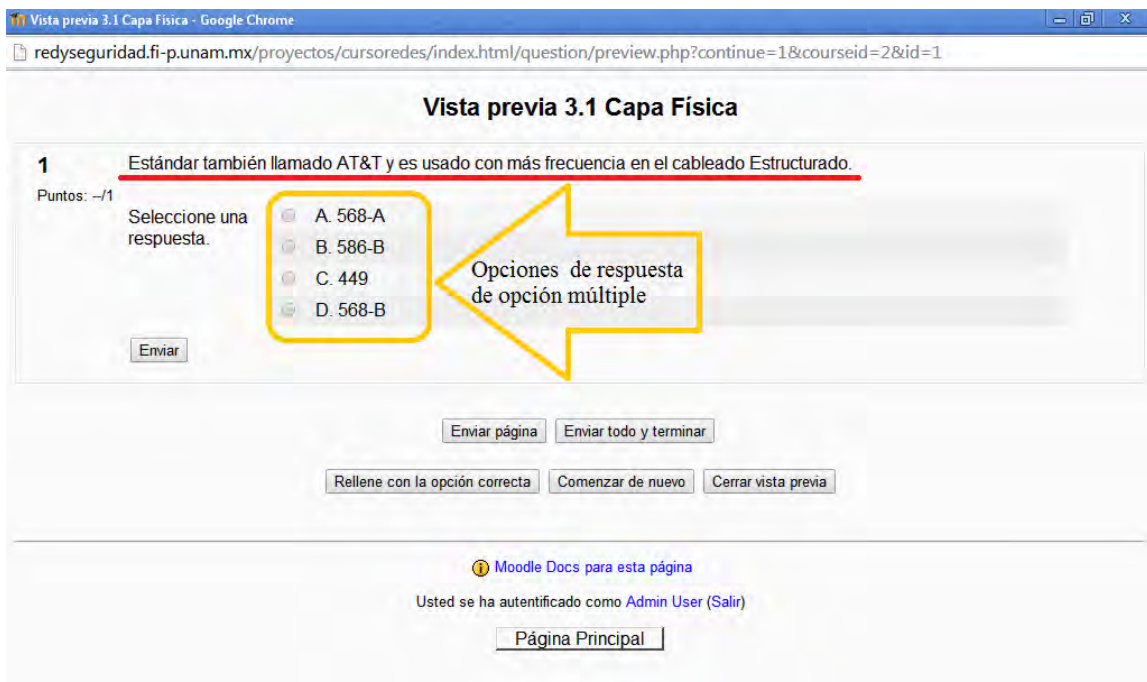 Vista previa 3.1 Capa Física - Google Chrome
redyseguridad.fi-p.unam.mx/proyectos/cursoredes/index.html/question/preview.php?continue=1&courseid=2&id=1
Vista previa 3.1 Capa Física
1
Estándar también llamado AT&T y es usado con más frecuencia en el cableado Estructurado.
Puntos: --/1
Seleccione una
respuesta.
A. 568-A
B. 586-B
C. 449
D. 568-B
Opciones de respuesta
de opción múltiple
Enviar
Enviar página Enviar todo y terminar
Rellene con la opción correcta Comenzar de nuevo Cerrar vista previa
Moodle Docs para esta página
Usted se ha autentificado como Admin User (Salir)
Página Principal